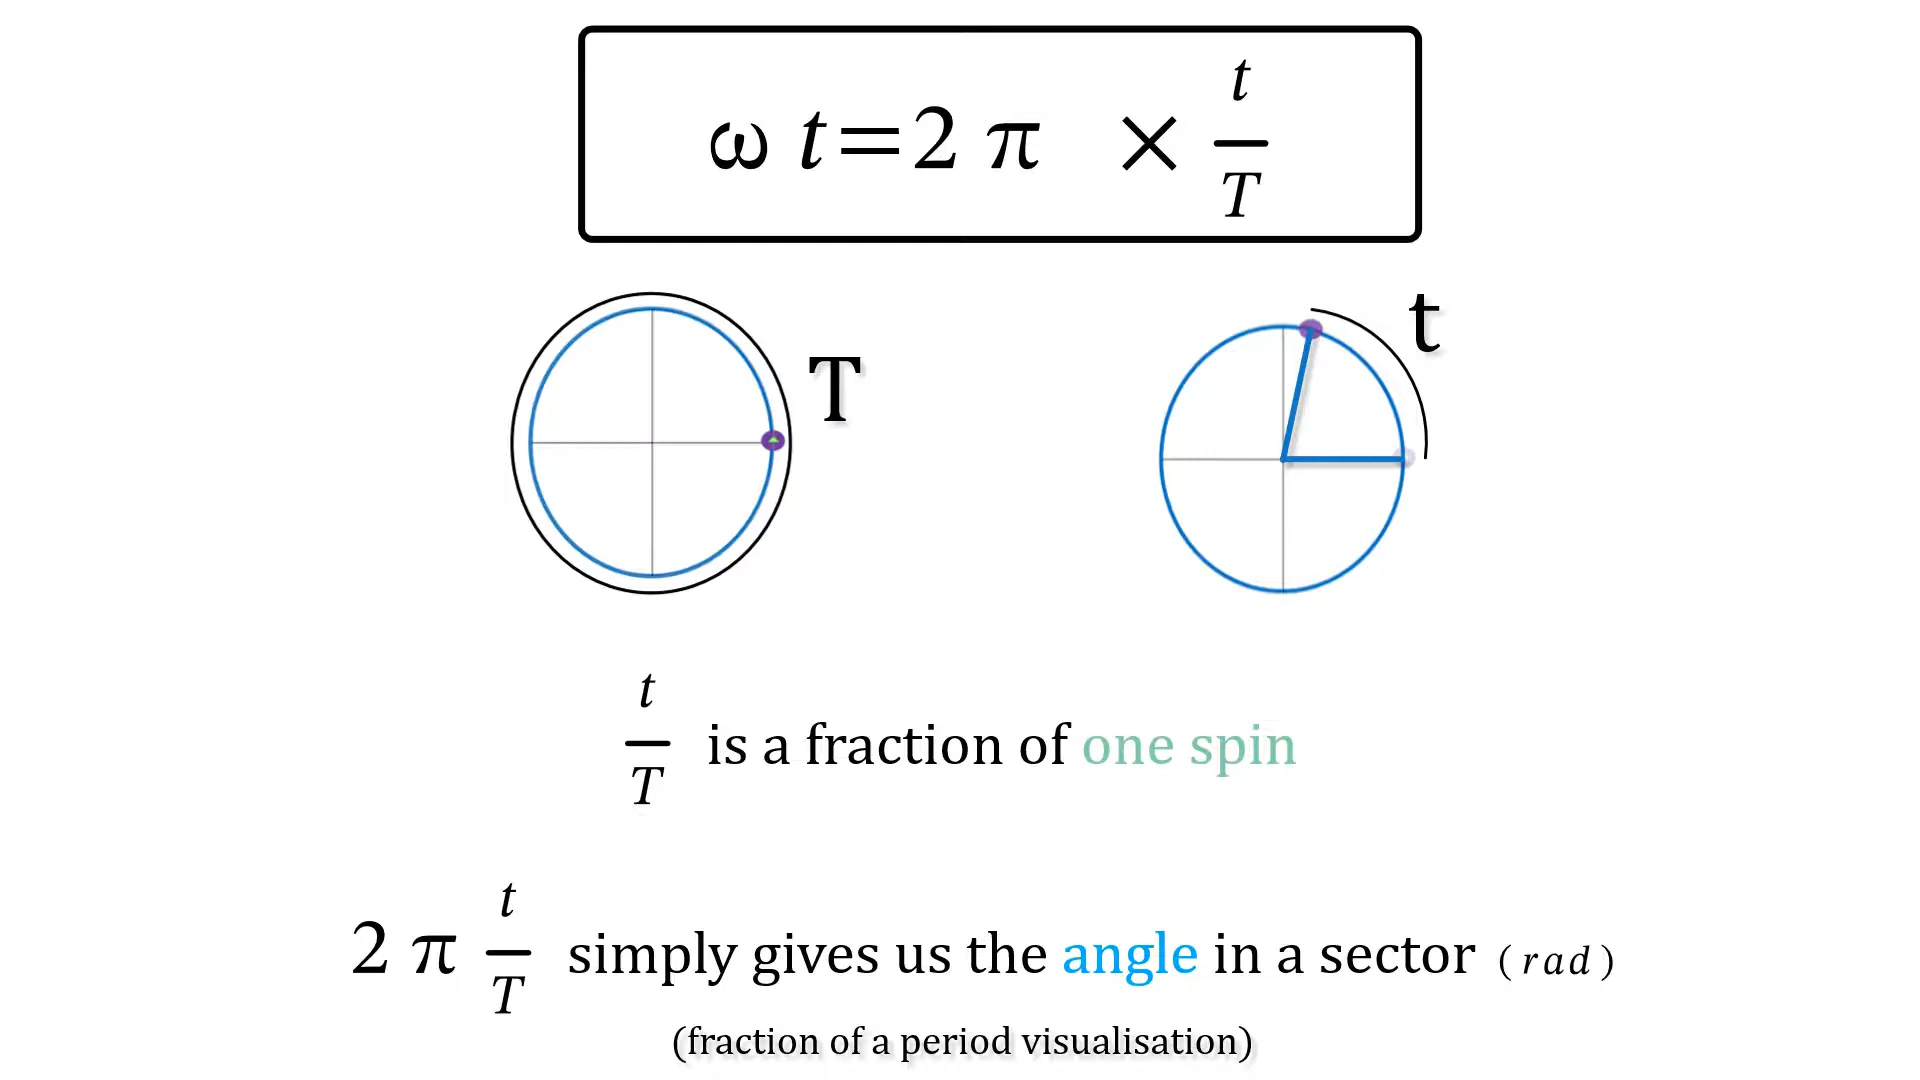 ω t = 2 π × t/T
T
t
t/T is a fraction of one spin
2 π t/T simply gives us the angle in a sector (rad)
(fraction of a period visualisation)